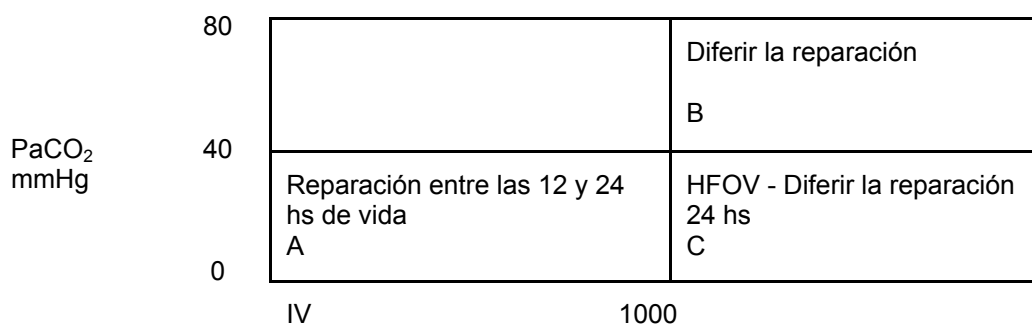 80
Diferir la reparación
B
PaCO₂
mmHg
40
Reparación entre las 12 y 24
hs de vida
A
HFOV - Diferir la reparación
24 hs
C
0
IV
1000